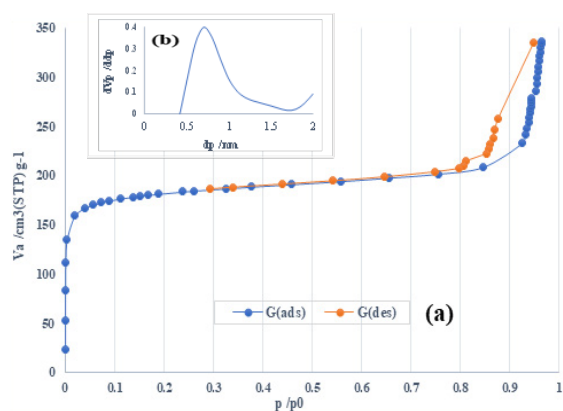 (b)
dVp /ddp
0.4
0.3
0.2
0.1
0
0 0.5 1 1.5 2
dp /nm.
Va /cm3(STP) g-1
350
300
250
200
150
100
50
0
G(ads) G(des)
(a)
0 0.1 0.2 0.3 0.4 0.5 0.6 0.7 0.8 0.9 1
p /p0